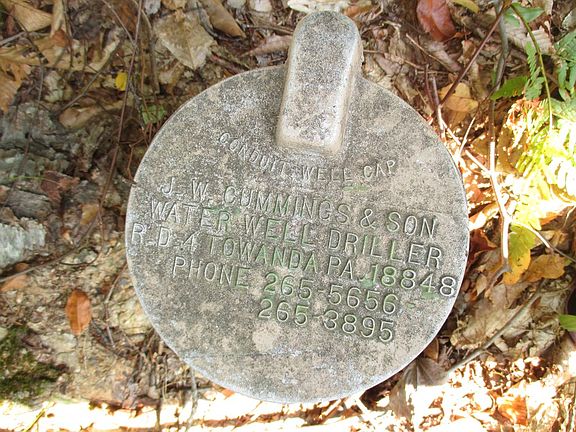 CONDUIT WELL CAP
J. W. CUMMINGS & SON
WATER WELL DRILLER
R. D. 4 TOWANDA PA. 18848
PHONE 265 5656
265-3895